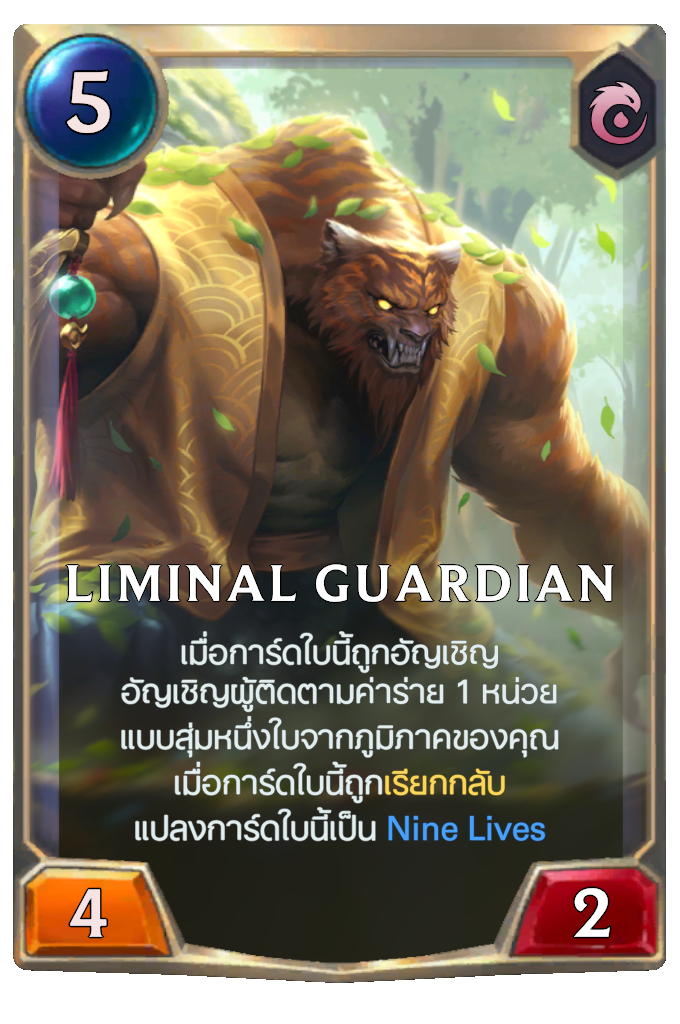 5
LIMINAL GUARDIAN
เมื่อการ์ดใบนี้ถูกอัญเชิญ
อัญเชิญผู้ติดตามค่าร่าย 1 หน่วย
แบบสุ่มหนึ่งใบจากภูมิภาคของคุณ
เมื่อการ์ดใบนี้ถูกเรียกกลับ
แปลงการ์ดใบนี้เป็น Nine Lives
4
2